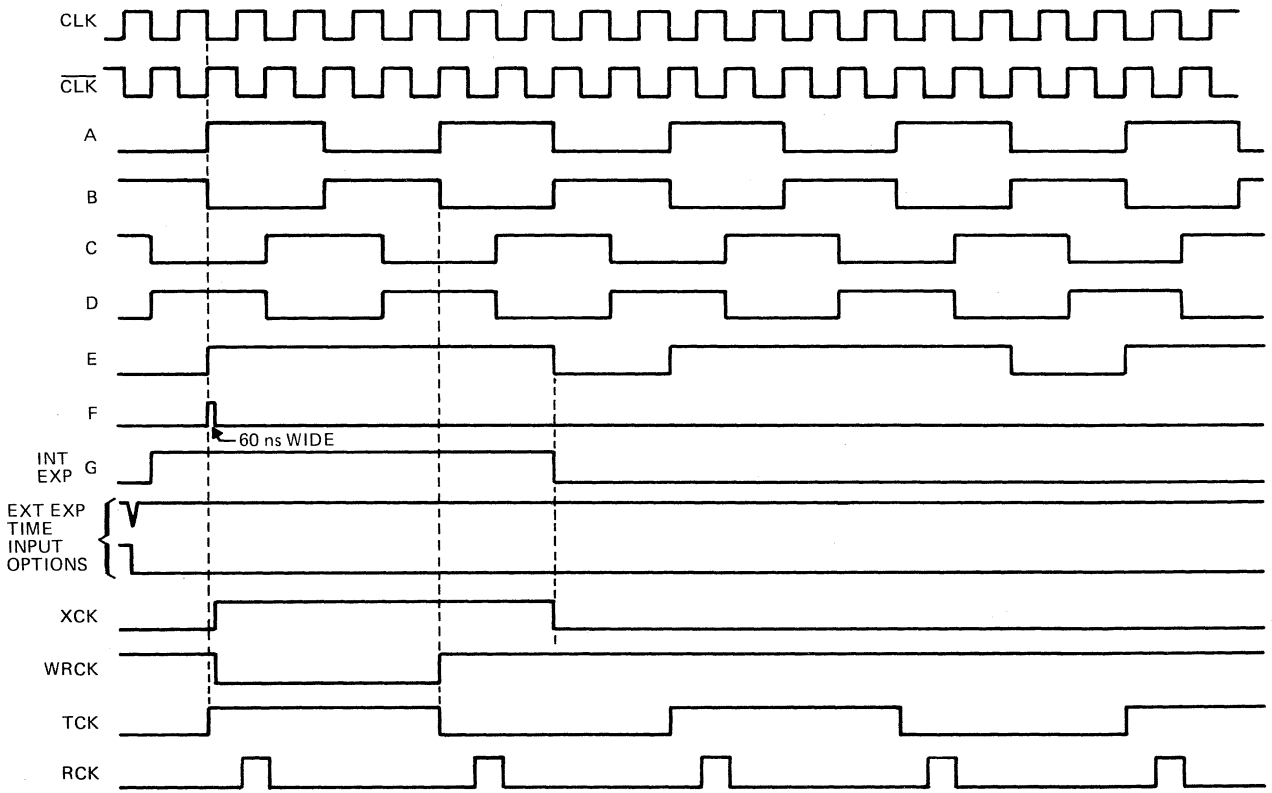 CLK
CLK
A
B
C
D
E
F
60 ns WIDE
INT
EXP G
EXT EXP
TIME
INPUT
OPTIONS
XCK
WRCK
TCK
RCK